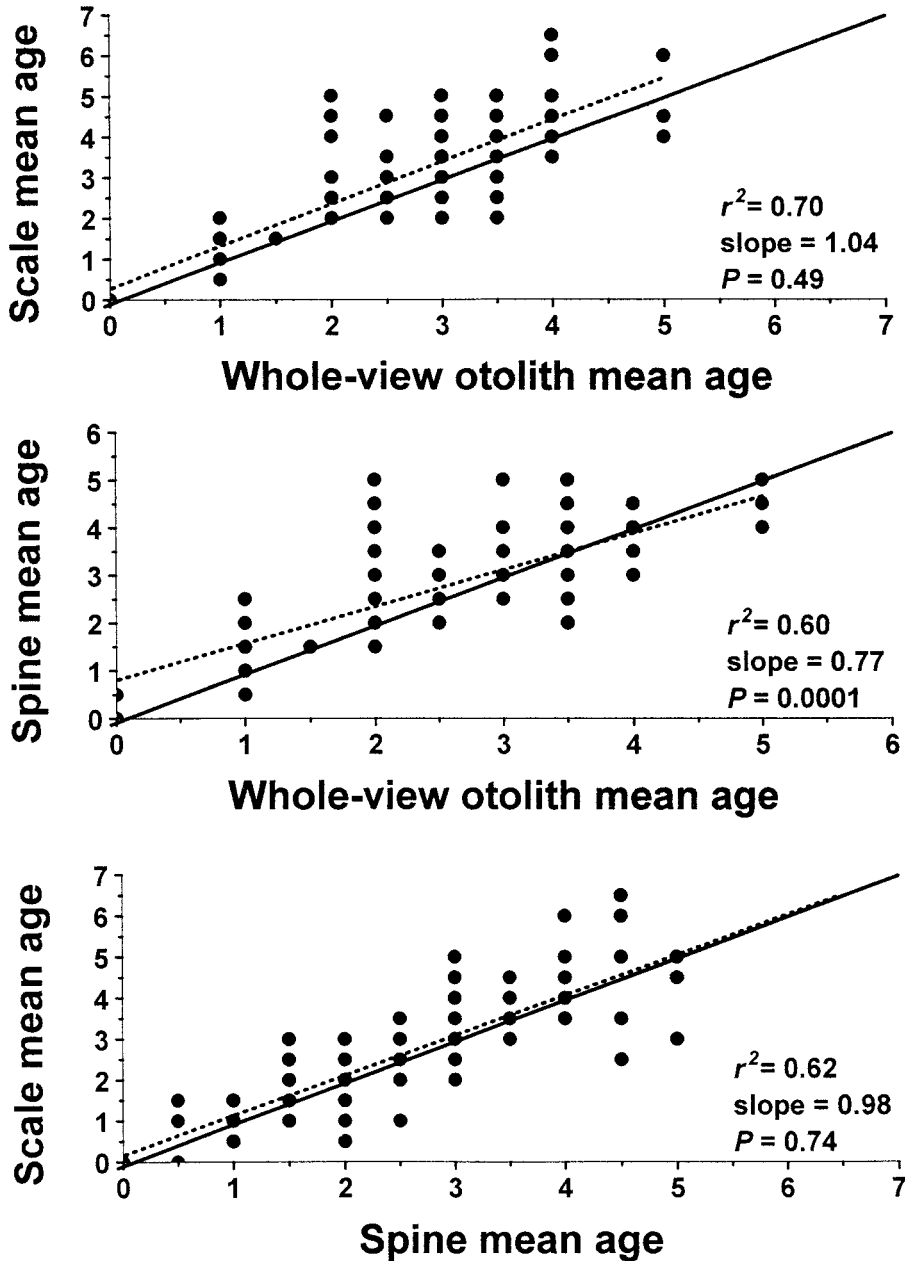 7
6
5
4
3
2
1
0
Scale mean age
r²= 0.70
slope = 1.04
P = 0.49
0 1 2 3 4 5 6 7
Whole-view otolith mean age
6
5
4
3
2
1
0
Spine mean age
r²= 0.60
slope = 0.77
P = 0.0001
0 1 2 3 4 5 6
Whole-view otolith mean age
7
6
5
4
3
2
1
0
Scale mean age
r²= 0.62
slope = 0.98
P = 0.74
0 1 2 3 4 5 6 7
Spine mean age